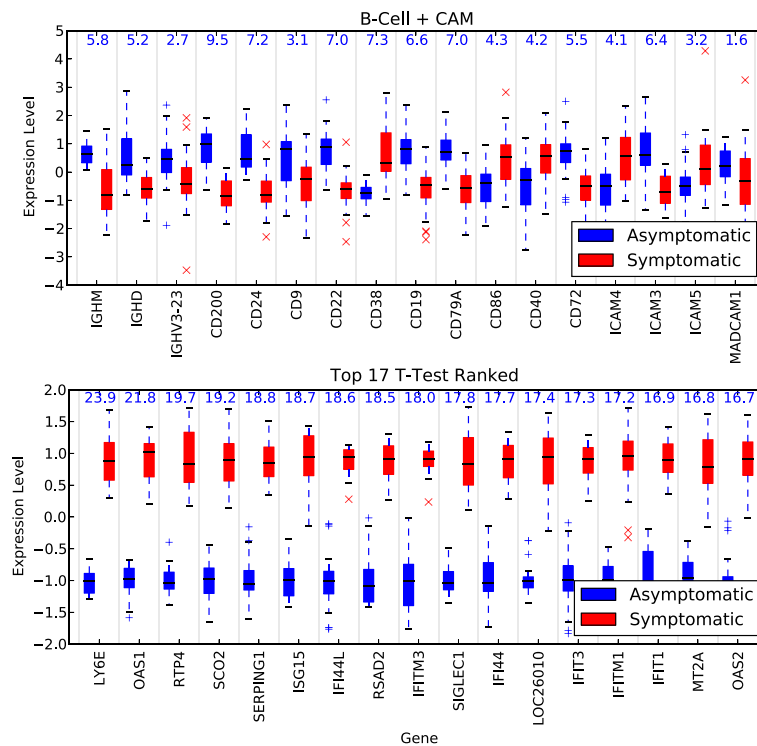 B-Cell + CAM
5.8 5.2 2.7 9.5 7.2 3.1 7.0 7.3 6.6 7.0 4.3 4.2 5.5 4.1 6.4 3.2 1.6
5
4
3
2
1
0
−1
−2
−3
−4
Expression Level
Asymptomatic
Symptomatic
IGHM IGHD IGHV3-23 CD200 CD24 CD9 CD22 CD38 CD19 CD79A CD86 CD40 CD72 ICAM4 ICAM3 ICAM5 MADCAM1
Top 17 T-Test Ranked
23.9 21.8 19.7 19.2 18.8 18.7 18.6 18.5 18.0 17.8 17.7 17.4 17.3 17.2 16.9 16.8 16.7
2.0
1.5
1.0
0.5
0.0
−0.5
−1.0
−1.5
−2.0
Expression Level
Asymptomatic
Symptomatic
LY6E OAS1 RTP4 SCO2 SERPING1 ISG15 IFI44L RSAD2 IFITM3 SIGLEC1 IFI44 LOC26010 IFIT3 IFITM1 IFIT1 MT2A OAS2
Gene